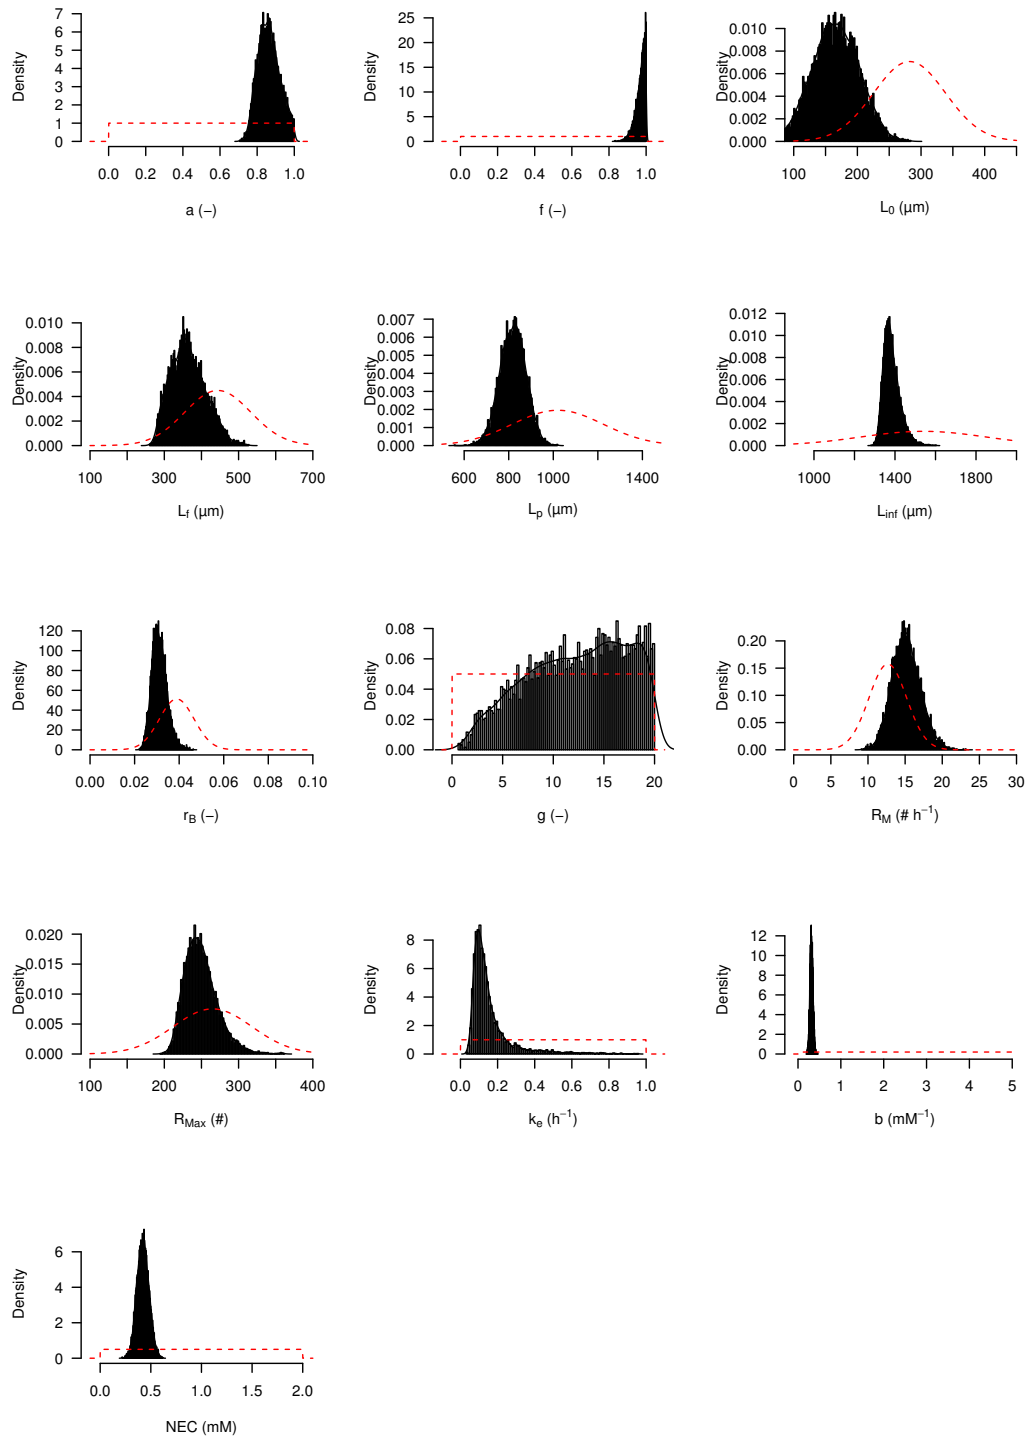 Density
7
6
5
4
3
2
1
0
0.0 0.2 0.4 0.6 0.8 1.0
a (−)
Density
25
20
15
10
5
0
0.0 0.2 0.4 0.6 0.8 1.0
f (−)
Density
0.010
0.008
0.006
0.004
0.002
0.000
100 200 300 400
L0 (µm)
Density
0.010
0.008
0.006
0.004
0.002
0.000
100 300 500 700
Lf (µm)
Density
0.007
0.006
0.005
0.004
0.003
0.002
0.001
0.000
600 800 1000 1400
Lp (µm)
Density
0.012
0.010
0.008
0.006
0.004
0.002
0.000
1000 1400 1800
Linf (µm)
Density
120
100
80
60
40
20
0
0.00 0.02 0.04 0.06 0.08 0.10
rB (−)
Density
0.08
0.06
0.04
0.02
0.00
0 5 10 15 20
g (−)
Density
0.20
0.15
0.10
0.05
0.00
0 5 10 15 20 25 30
RM (# h−1)
Density
0.020
0.015
0.010
0.005
0.000
100 200 300 400
RMax (#)
Density
8
6
4
2
0
0.0 0.2 0.4 0.6 0.8 1.0
ke (h−1)
Density
12
10
8
6
4
2
0
0 1 2 3 4 5
b (mM−1)
Density
6
4
2
0
0.0 0.5 1.0 1.5 2.0
NEC (mM)